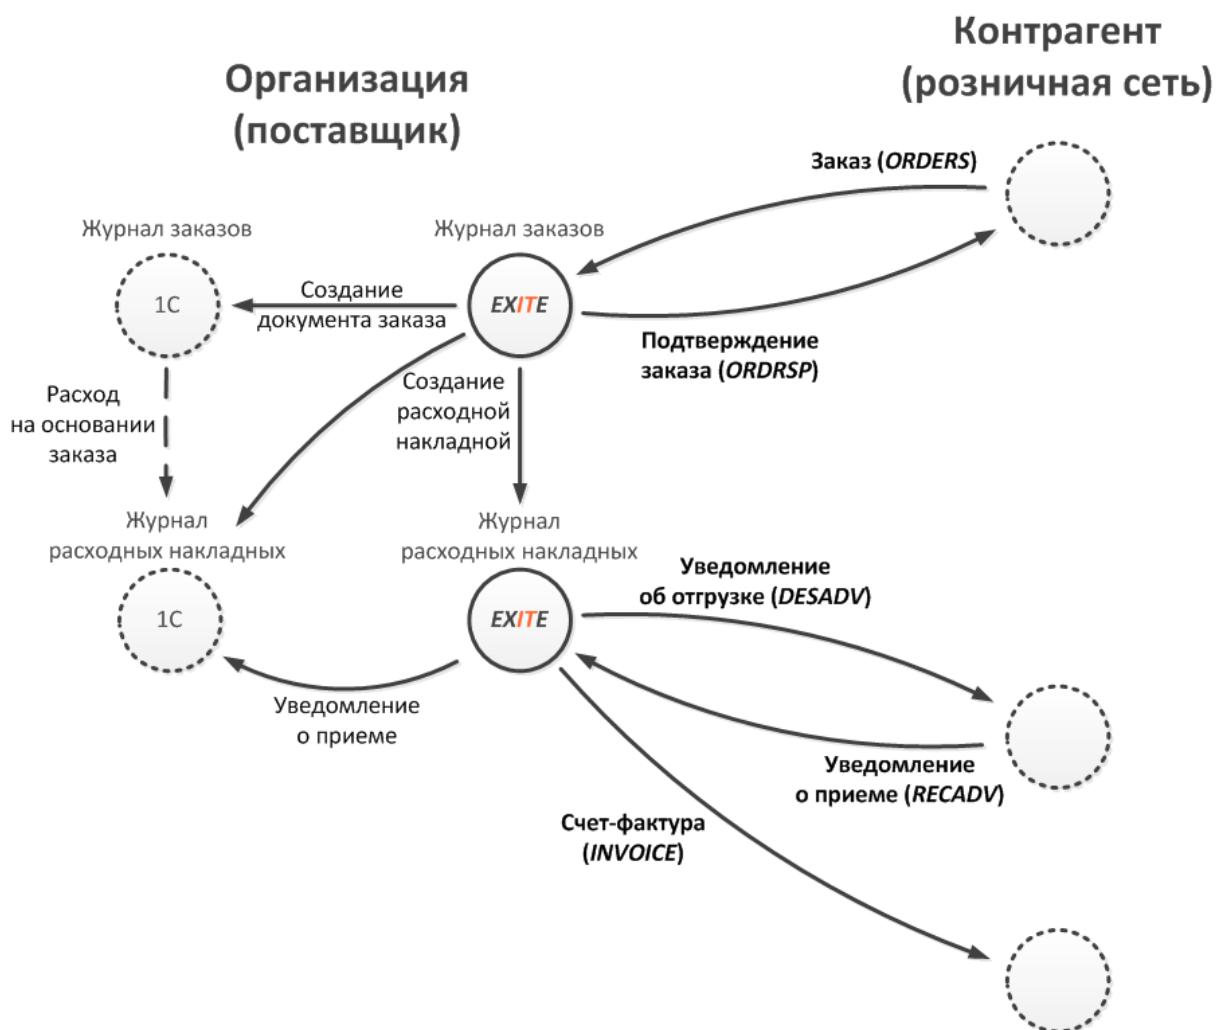 Контрагент
(розничная сеть)
Организация
(поставщик)
Заказ (ORDERS)
Журнал заказов
Журнал заказов
1С
Создание
документа заказа
EXITE
Подтверждение
заказа (ORDRSP)
Расход
на основании
заказа
Создание
расходной
накладной
Журнал
расходных накладных
Журнал
расходных накладных
Уведомление
об отгрузке (DESADV)
1С
EXITE
Уведомление
о приеме
Уведомление
о приеме (RECADV)
Счет-фактура
(INVOICE)